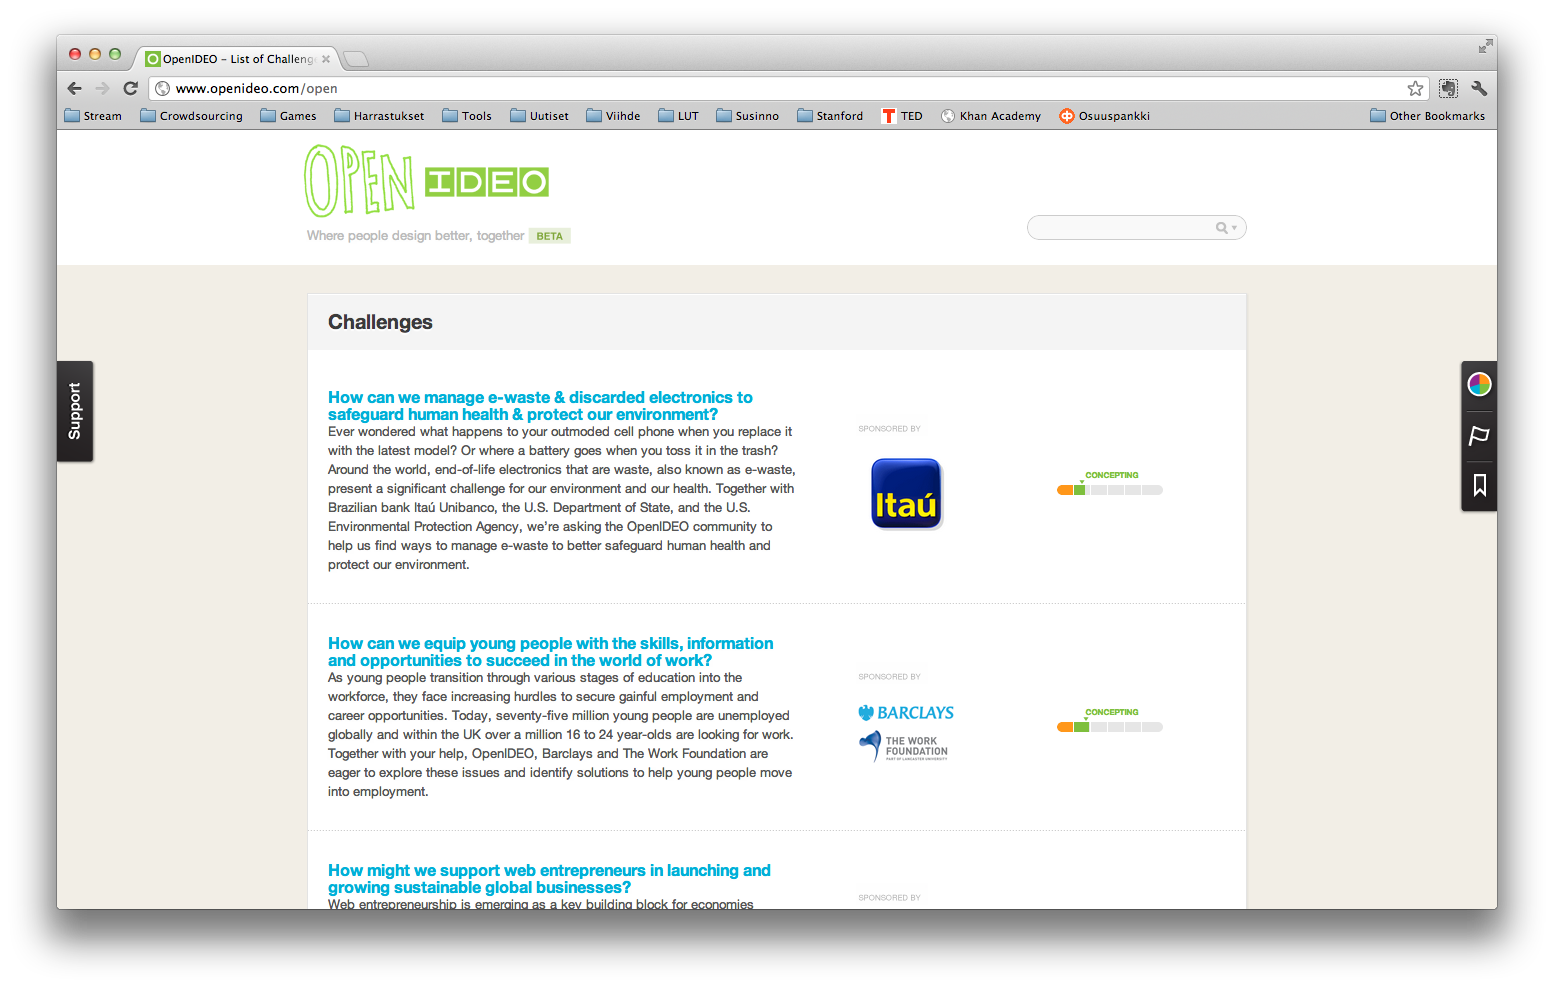 OpenIDEO – List of Challeng
www.openideo.com/open
Stream Crowdsourcing Games Harrastukset Tools Uutiset Viihde LUT Susinno Stanford TED Khan Academy Osuuspankki Other Bookmarks
OPEN IDEO
Where people design better, together BETA
Challenges
Support
How can we manage e-waste & discarded electronics to
safeguard human health & protect our environment?
Ever wondered what happens to your outmoded cell phone when you replace it
with the latest model? Or where a battery goes when you toss it in the trash?
Around the world, end-of-life electronics that are waste, also known as e-waste,
present a significant challenge for our environment and our health. Together with
Brazilian bank Itaú Unibanco, the U.S. Department of State, and the U.S.
Environmental Protection Agency, we're asking the OpenIDEO community to
help us find ways to manage e-waste to better safeguard human health and
protect our environment.
SPONSORED BY
Itaú
CONCEPTING
How can we equip young people with the skills, information
and opportunities to succeed in the world of work?
As young people transition through various stages of education into the
workforce, they face increasing hurdles to secure gainful employment and
career opportunities. Today, seventy-five million young people are unemployed
globally and within the UK over a million 16 to 24 year-olds are looking for work.
Together with your help, OpenIDEO, Barclays and The Work Foundation are
eager to explore these issues and identify solutions to help young people move
into employment.
SPONSORED BY
BARCLAYS
THE WORK
FOUNDATION
PART OF LANCASTER UNIVERSITY
CONCEPTING
How might we support web entrepreneurs in launching and
growing sustainable global businesses?
Web entrepreneurship is emerging as a key building block for economies
SPONSORED BY